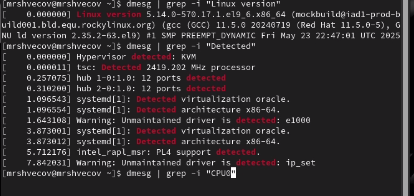 [mrshvecov@mrshvecov ~]$ dmesg | grep -i "Linux version"
[    0.000000] Linux version 5.14.0-570.17.1.el9_6.x86_64 (mockbuild@iad1-prod-b
uild001.bld.equ.rockylinux.org) (gcc (GCC) 11.5.0 20240719 (Red Hat 11.5.0-5), G
NU ld version 2.35.2-63.el9) #1 SMP PREEMPT_DYNAMIC Fri May 23 22:47:01 UTC 2025
[mrshvecov@mrshvecov ~]$ dmesg | grep -i "Detected"
[    0.000000] Hypervisor detected: KVM
[    0.000011] tsc: Detected 2419.202 MHz processor
[    0.257075] hub 1-0:1.0: 12 ports detected
[    0.310200] hub 2-0:1.0: 12 ports detected
[    1.096543] systemd[1]: Detected virtualization oracle.
[    1.096554] systemd[1]: Detected architecture x86-64.
[    1.643108] Warning: Unmaintained driver is detected: e1000
[    3.873001] systemd[1]: Detected virtualization oracle.
[    3.873012] systemd[1]: Detected architecture x86-64.
[    5.712176] intel_rapl_msr: PL4 support detected.
[    7.842031] Warning: Unmaintained driver is detected: ip_set
[mrshvecov@mrshvecov ~]$ dmesg | grep -i "CPU0"